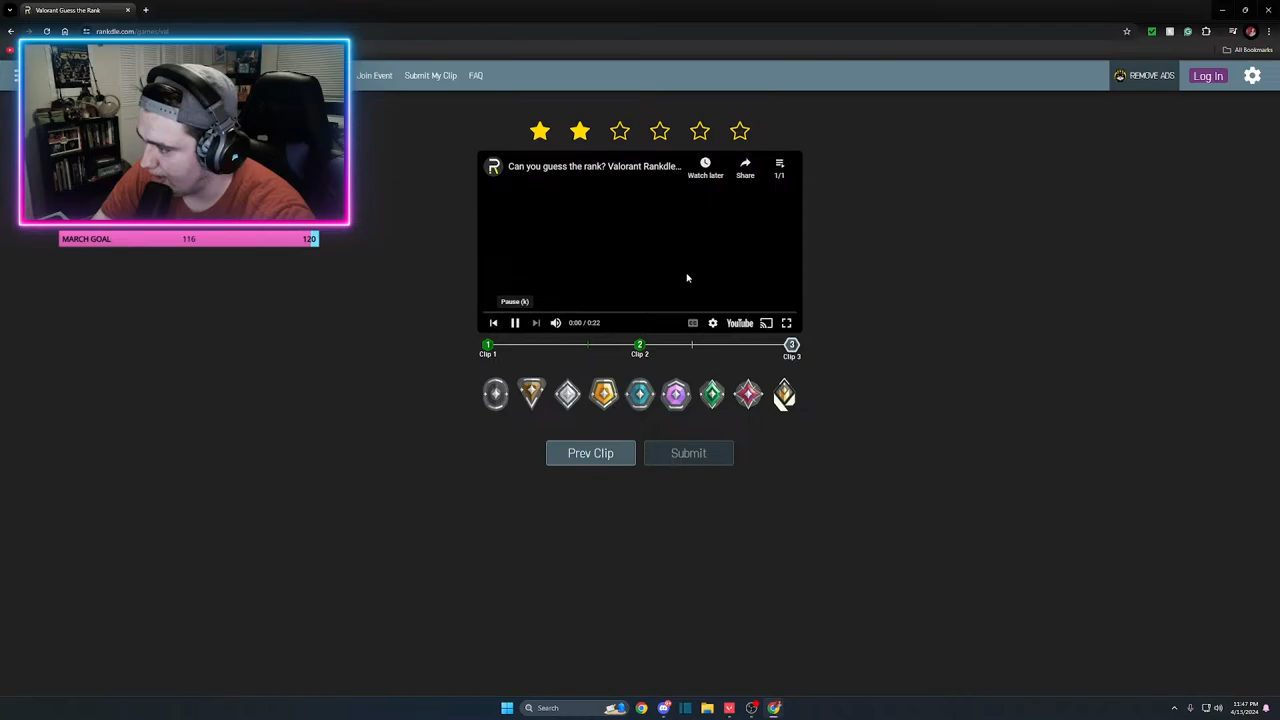 Valorant Guess the Rank
rankdle.com/games/val
All Bookmarks
Join Event
Submit My Clip
FAQ
REMOVE ADS
Log In
Can you guess the rank? Valorant Rankdle...
Watch later
Share
1/1
MARCH GOAL
116
120
Pause (k)
0:00 / 0:22
YouTube
1
2
3
Clip 1
Clip 2
Clip 3
Prev Clip
Submit
Search
11:47 PM
4/13/2024